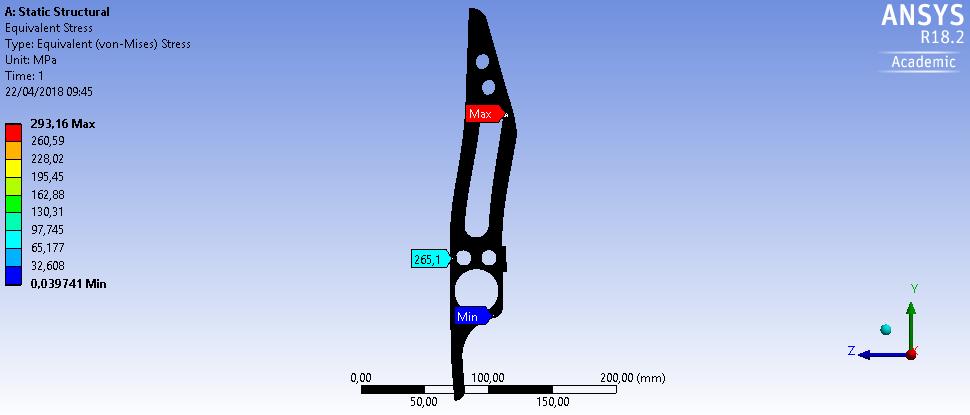 A: Static Structural
Equivalent Stress
Type: Equivalent (von-Mises) Stress
Unit: MPa
Time: 1
22/04/2018 09:45
293,16 Max
260,59
228,02
195,45
162,88
130,31
97,745
65,177
32,608
0,039741 Min
ANSYS
R18.2
Academic
Max
265,1
Min
0,00
100,00
200,00 (mm)
50,00
150,00
Y
Z
X